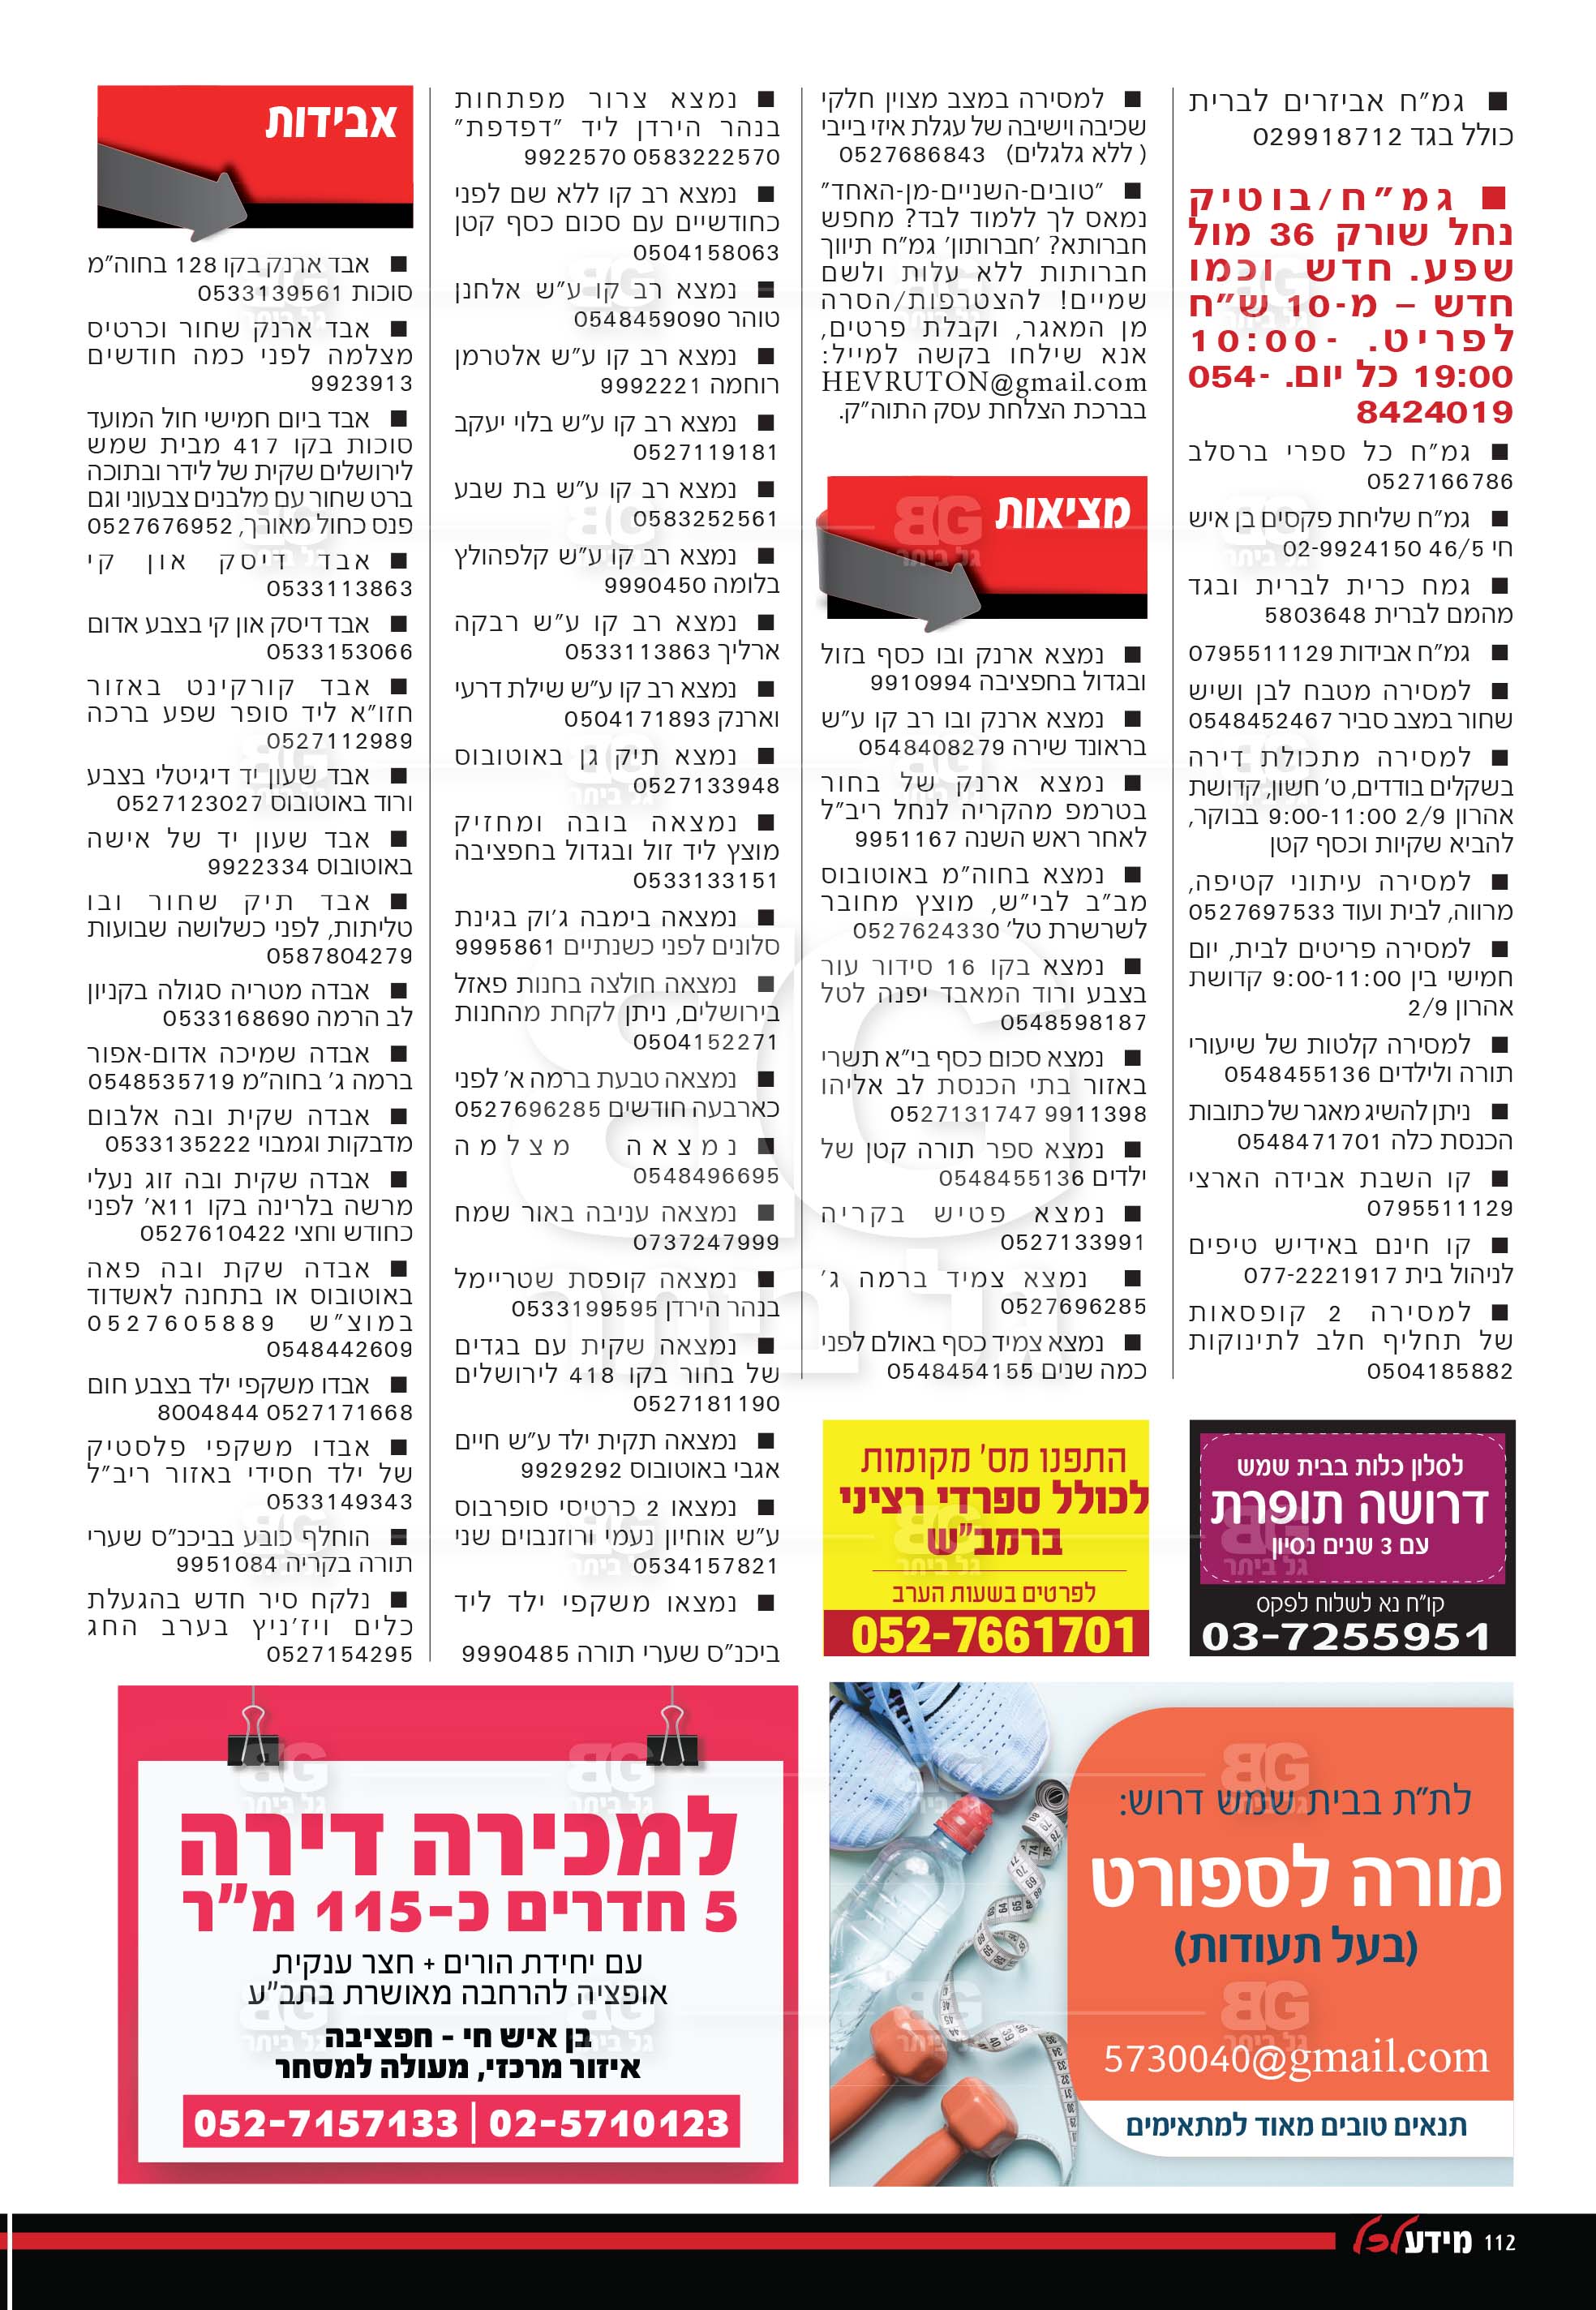 ■ גמ״ח אביזרים לברית
כולל בגד 029918712
■ גמ״ח/בוטיק
נחל שורק 36 מול
שפע. חדש וכמו
חדש – מ-10 ש״ח
לפריט. 10:00-
19:00 כל יום. 054-
8424019
■ גמ״ח כל ספרי ברסלב
0527166786
■ גמ״ח שליחת פקסים בן איש
חי 46/5 02-9924150
■ גמח כרית לברית ובגד
מהמם לברית 5803648
■ גמ״ח אבידות 0795511129
■ למסירה מטבח לבן ושיש
שחור במצב סביר 0548452467
■ למסירה מתכולת דירה
בשקלים בודדים, ט׳ חשון, קדושת
אהרון 2/9 9:00-11:00 בבוקר,
להביא שקיות וכסף קטן
■ למסירה עיתוני קטיפה,
מרווה, לבית ועוד 0527697533
■ למסירה פריטים לבית, יום
חמישי בין 9:00-11:00 קדושת
אהרון 2/9
■ למסירה קלטות של שיעורי
תורה ולילדים 0548455136
■ ניתן להשיג מאגר של כתובות
הכנסת כלה 0548471701
■ קו השבת אבידה הארצי
0795511129
■ קו חינם באידיש טיפים
לניהול בית 077-2221917
■ למסירה 2 קופסאות
של תחליף חלב לתינוקות
0504185882
לסלון כלות בבית שמש
דרושה תופרת
עם 3 שנים נסיון
קו״ח נא לשלוח לפקס
03-7255951
■ למסירה במצב מצוין חלקי
שכיבה וישיבה של עגלת איזי בייבי
( ללא גלגלים) 0527686843
■ ״טובים-השניים-מן-האחד״
נמאס לך ללמוד לבד? מחפש
חברותא? ׳חברותון׳ גמ״ח תיווך
חברותות ללא עלות ולשם
שמיים! להצטרפות/הסרה
מן המאגר, וקבלת פרטים,
אנא שילחו בקשה למייל:
HEVRUTON@gmail.com
בברכת הצלחת עסק התוה״ק.
מציאות
■ נמצא ארנק ובו כסף בזול
ובגדול בחפציבה 9910994
■ נמצא ארנק ובו רב קו ע״ש
בראונד שירה 0548408279
■ נמצא ארנק של בחור
בטרמפ מהקריה לנחל ריב״ל
לאחר ראש השנה 9951167
■ נמצא בחוה״מ באוטובוס
מב״ב לבי״ש, מוצץ מחובר
לשרשרת טל׳ 0527624330
■ נמצא בקו 16 סידור עור
בצבע ורוד המאבד יפנה לטל
0548598187
■ נמצא סכום כסף בי״א תשרי
באזור בתי הכנסת לב אליהו
9911398 0527131747
■ נמצא ספר תורה קטן של
ילדים 0548455136
■ נמצא פטיש בקריה
0527133991
■ נמצא צמיד ברמה ג׳
0527696285
■ נמצא צמיד כסף באולם לפני
כמה שנים 0548454155
התפנו מס׳ מקומות
לכולל ספרדי רציני
ברמב״ש
לפרטים בשעות הערב
052-7661701
■ נמצא צרור מפתחות
בנהר הירדן ליד ״דפדפת״
0583222570 9922570
■ נמצא רב קו ללא שם לפני
כחודשיים עם סכום כסף קטן
0504158063
■ נמצא רב קו ע״ש אלחנן
טוהר 0548459090
■ נמצא רב קו ע״ש אלטרמן
רוחמה 9992221
■ נמצא רב קו ע״ש בלוי יעקב
0527119181
■ נמצא רב קו ע״ש בת שבע
0583252561
■ נמצא רב קו ע״ש קלפהולץ
בלומה 9990450
■ נמצא רב קו ע״ש רבקה
ארליך 0533113863
■ נמצא רב קו ע״ש שילת דרעי
וארנק 0504171893
■ נמצא תיק גן באוטובוס
0527133948
■ נמצאה בובה ומחזיק
מוצץ ליד זול ובגדול בחפציבה
0533133151
■ נמצאה בימבה ג׳וק בגינת
סלונים לפני כשנתיים 9995861
■ נמצאה חולצה בחנות פאזל
בירושלים, ניתן לקחת מהחנות
0504152271
■ נמצאה טבעת ברמה א׳ לפני
כארבעה חודשים 0527696285
■ נמצאה מצלמה
0548496695
■ נמצאה עניבה באור שמח
0737247999
■ נמצאה קופסת שטריימל
בנהר הירדן 0533199595
■ נמצאה שקית עם בגדים
של בחור בקו 418 לירושלים
0527181190
■ נמצאה תקית ילד ע״ש חיים
אגבי באוטובוס 9929292
■ נמצאו 2 כרטיסי סופרבוס
ע״ש אוחיון נעמי ורוזנבוים שני
0534157821
■ נמצאו משקפי ילד ליד
ביכנ״ס שערי תורה 9990485
אבידות
■ אבד ארנק בקו 128 בחוה״מ
סוכות 0533139561
■ אבד ארנק שחור וכרטיס
מצלמה לפני כמה חודשים
9923913
■ אבד ביום חמישי חול המועד
סוכות בקו 417 מבית שמש
לירושלים שקית של לידר ובתוכה
ברט שחור עם מלבנים צבעוני וגם
פנס כחול מאורך, 0527676952
■ אבד דיסק און קי
0533113863
■ אבד דיסק און קי בצבע אדום
0533153066
■ אבד קורקינט באזור
חזו״א ליד סופר שפע ברכה
0527112989
■ אבד שעון יד דיגיטלי בצבע
ורוד באוטובוס 0527123027
■ אבד שעון יד של אישה
באוטובוס 9922334
■ אבד תיק שחור ובו
טליתות, לפני כשלושה שבועות
0587804279
■ אבדה מטריה סגולה בקניון
לב הרמה 0533168690
■ אבדה שמיכה אדום-אפור
ברמה ג׳ בחוה״מ 0548535719
■ אבדה שקית ובה אלבום
מדבקות וגמבוי 0533135222
■ אבדה שקית ובה זוג נעלי
מרשה בלרינה בקו 11א׳ לפני
כחודש וחצי 0527610422
■ אבדה שקת ובה פאה
באוטובוס או בתחנה לאשדוד
במוצ״ש 0527605889
0548442609
■ אבדו משקפי ילד בצבע חום
0527171668 8004844
■ אבדו משקפי פלסטיק
של ילד חסידי באזור ריב״ל
0533149343
■ הוחלף כובע בביכנ״ס שערי
תורה בקריה 9951084
■ נלקח סיר חדש בהגעלת
כלים ויז׳ניץ בערב החג
0527154295
לת״ת בבית שמש דרוש:
מורה לספורט
(בעל תעודות)
5730040@gmail.com
תנאים טובים מאוד למתאימים
למכירה דירה
5 חדרים כ-115 מ״ר
עם יחידת הורים + חצר ענקית
אופציה להרחבה מאושרת בתב״ע
בן איש חי - חפציבה
איזור מרכזי, מעולה למסחר
052-7157133 | 02-5710123
BG
גל ביתר
112 מידע לכל